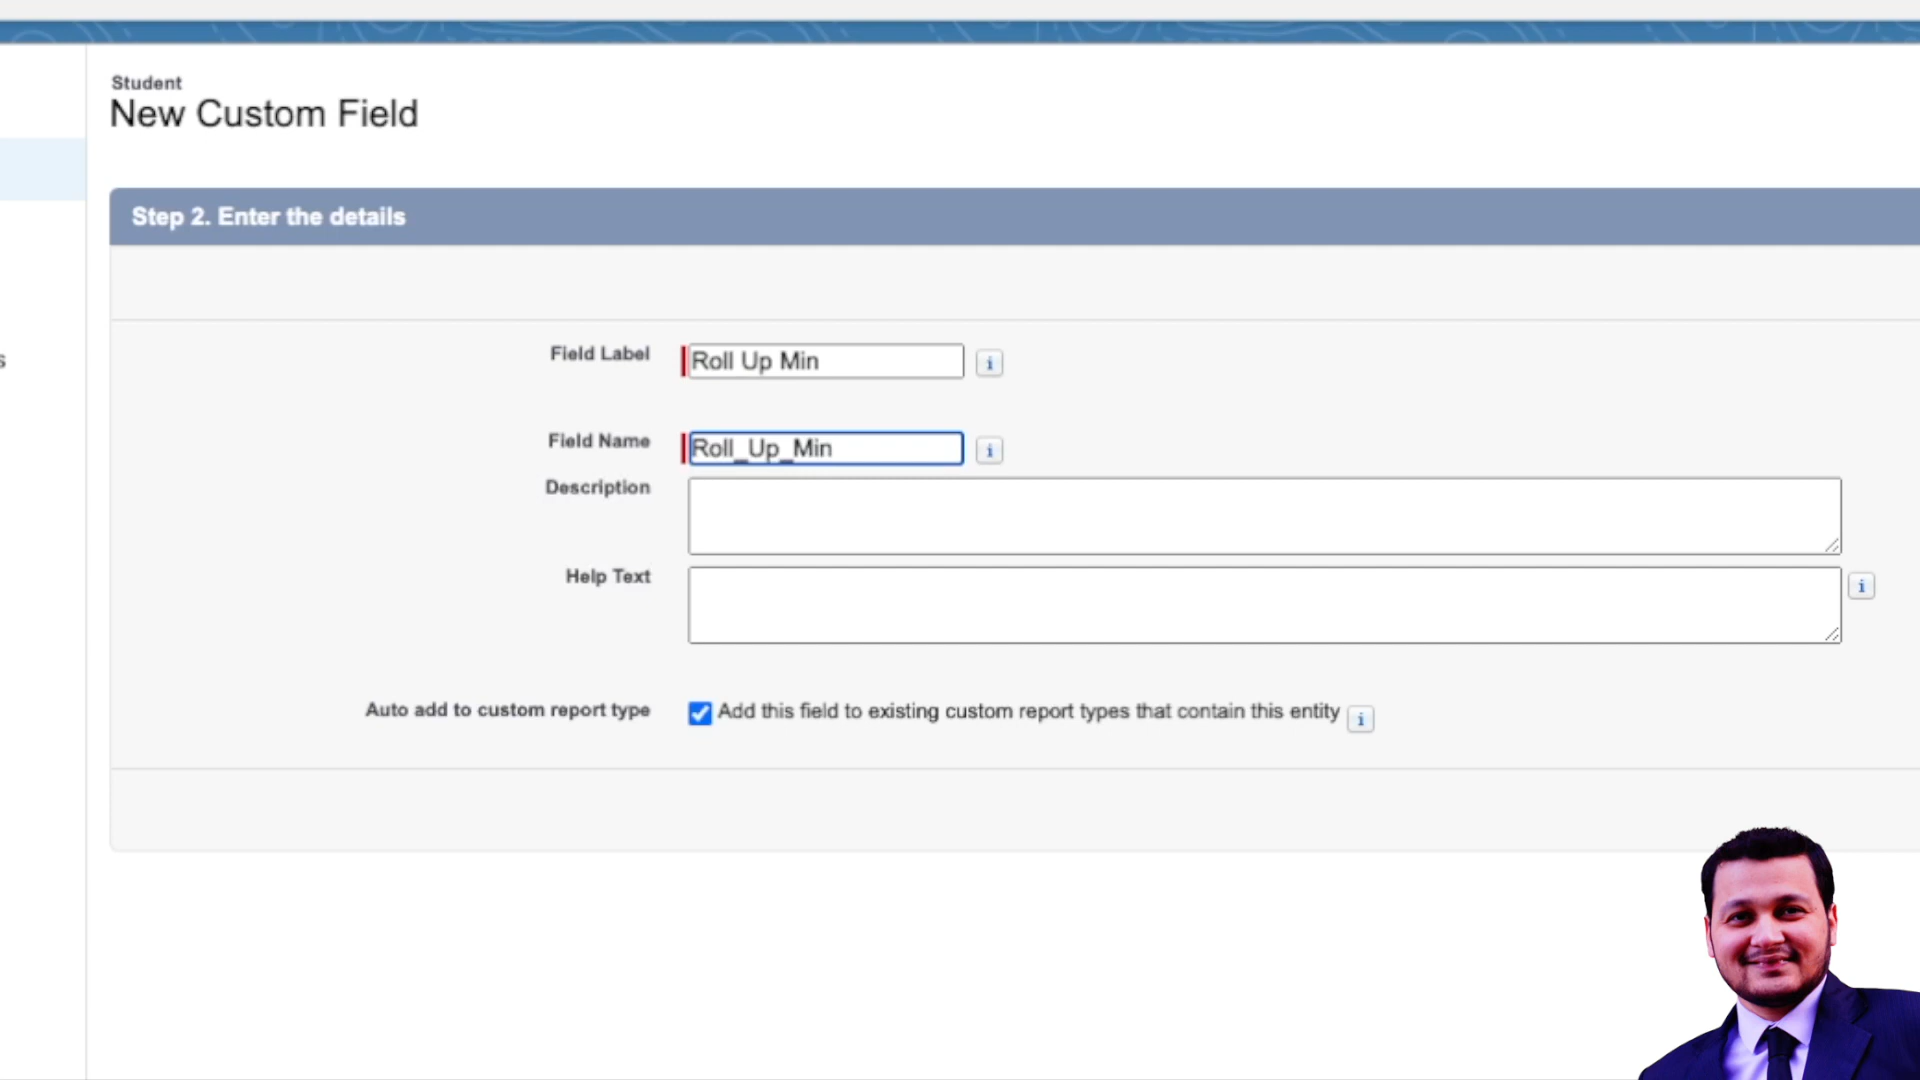 Student
New Custom Field
Step 2. Enter the details
s
Field Label Roll Up Min i
Field Name Roll_Up_Min i
Description
Help Text i
Auto add to custom report type Add this field to existing custom report types that contain this entity i